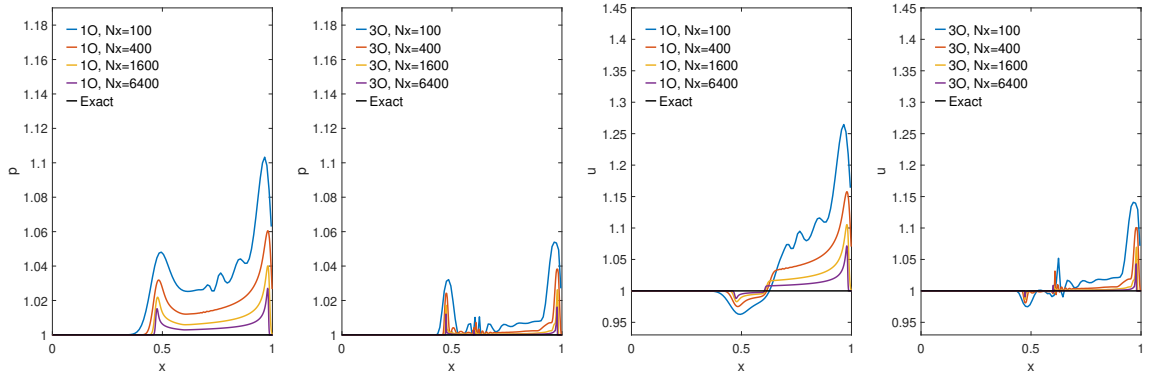 1.18
1.16
1.14
1.12
1.1
1.08
1.06
1.04
1.02
1
p
1O, Nx=100
1O, Nx=400
1O, Nx=1600
1O, Nx=6400
Exact
0 0.5 1
x
1.18
1.16
1.14
1.12
1.1
1.08
1.06
1.04
1.02
1
p
3O, Nx=100
3O, Nx=400
3O, Nx=1600
3O, Nx=6400
Exact
0 0.5 1
x
1.45
1.4
1.35
1.3
1.25
1.2
1.15
1.1
1.05
1
0.95
u
1O, Nx=100
1O, Nx=400
1O, Nx=1600
1O, Nx=6400
Exact
0 0.5 1
x
1.45
1.4
1.35
1.3
1.25
1.2
1.15
1.1
1.05
1
0.95
u
3O, Nx=100
3O, Nx=400
3O, Nx=1600
3O, Nx=6400
Exact
0 0.5 1
x